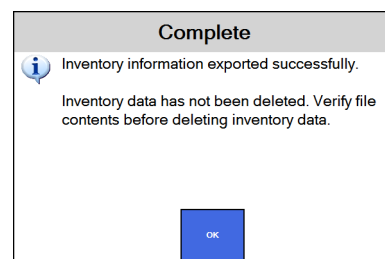 Complete
Inventory information exported successfully.
Inventory data has not been deleted. Verify file
contents before deleting inventory data.
OK